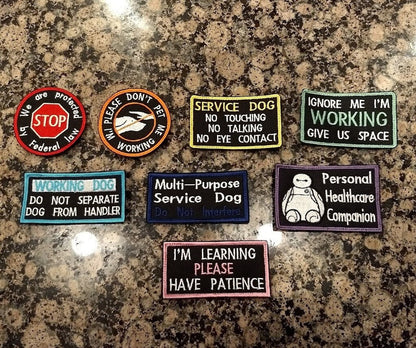 We are protected
STOP
by Federal law
PLEASE DON'T PET ME
I'M WORKING
SERVICE DOG
NO TOUCHING
NO TALKING
NO EYE CONTACT
IGNORE ME I'M
WORKING
GIVE US SPACE
WORKING DOG
DO NOT SEPARATE
DOG FROM HANDLER
Multi-Purpose
Service Dog
Do Not Interfere
Personal
Healthcare
Companion
I'M LEARNING
PLEASE
HAVE PATIENCE